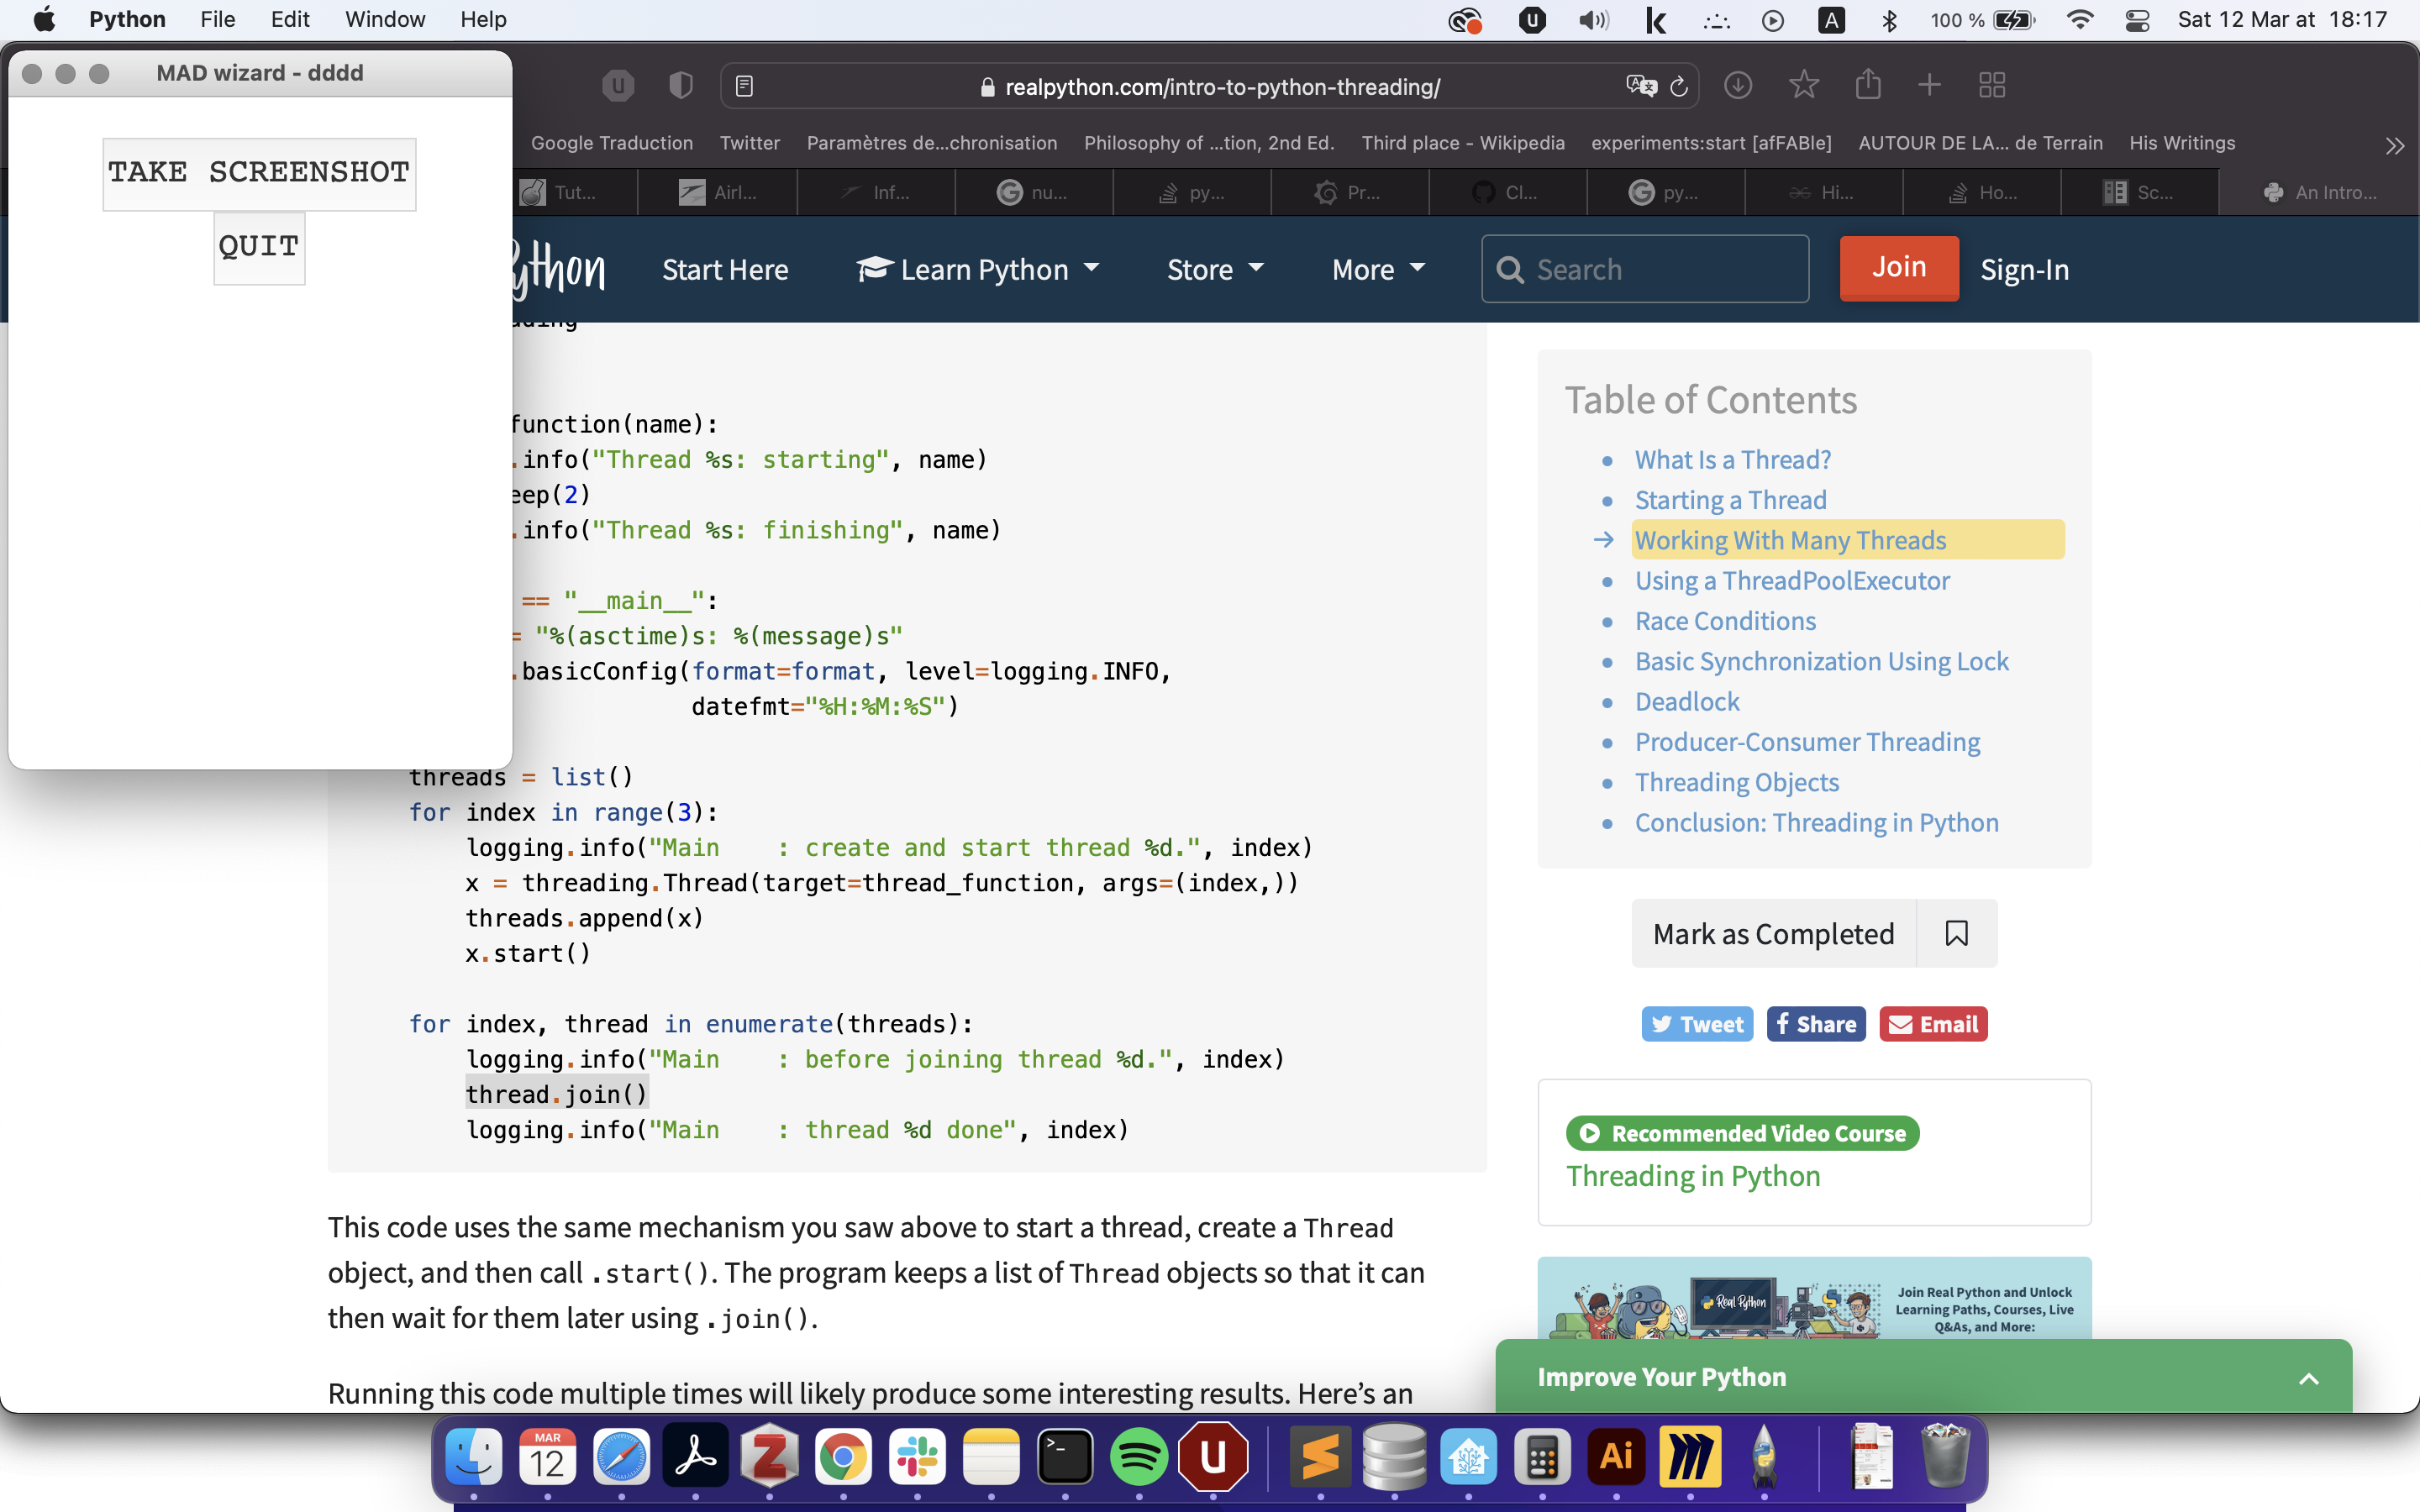 Python File Edit Window Help 100 % Sat 12 Mar at 18:17
MAD wizard - dddd
TAKE SCREENSHOT
QUIT
realpython.com/intro-to-python-threading/
Google Traduction Twitter Paramètres de...chronisation Philosophy of ...tion, 2nd Ed. Third place - Wikipedia experiments:start [afFABle] AUTOUR DE LA... de Terrain His Writings
Tut... Airl... Inf... nu... py... Pr... Cl... py... Hi... Ho... Sc... An Intro...
ython Start Here Learn Python Store More Search Join Sign-In
function(name):
.info("Thread %s: starting", name)
eep(2)
.info("Thread %s: finishing", name)
== "__main__":
= "%(asctime)s: %(message)s"
.basicConfig(format=format, level=logging.INFO,
datefmt="%H:%M:%S")
threads = list()
for index in range(3):
logging.info("Main    : create and start thread %d.", index)
x = threading.Thread(target=thread_function, args=(index,))
threads.append(x)
x.start()
for index, thread in enumerate(threads):
logging.info("Main    : before joining thread %d.", index)
thread.join()
logging.info("Main    : thread %d done", index)
This code uses the same mechanism you saw above to start a thread, create a Thread
object, and then call .start(). The program keeps a list of Thread objects so that it can
then wait for them later using .join().
Running this code multiple times will likely produce some interesting results. Here's an
Table of Contents
What Is a Thread?
Starting a Thread
Working With Many Threads
Using a ThreadPoolExecutor
Race Conditions
Basic Synchronization Using Lock
Deadlock
Producer-Consumer Threading
Threading Objects
Conclusion: Threading in Python
Mark as Completed
Tweet Share Email
Recommended Video Course
Threading in Python
Real Python
Join Real Python and Unlock
Learning Paths, Courses, Live
Q&As, and More:
Improve Your Python
MAR
12
Ai